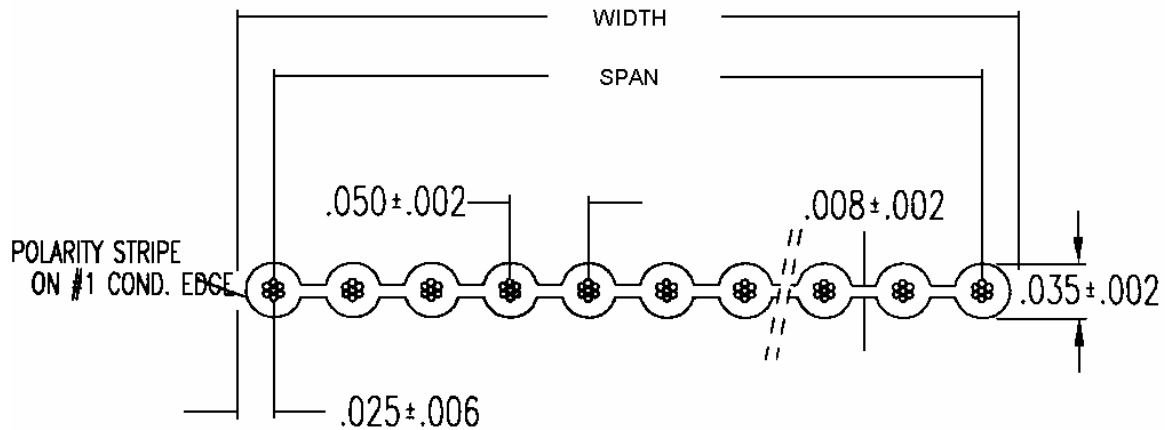 WIDTH
SPAN
.050±.002
.008±.002
POLARITY STRIPE
ON #1 COND. EDGE
.035±.002
.025±.006